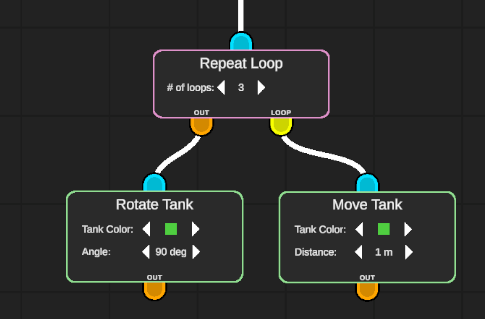 Repeat Loop
# of loops: 3
OUT LOOP
Rotate Tank
Tank Color:
Angle: 90 deg
OUT
Move Tank
Tank Color:
Distance: 1 m
OUT